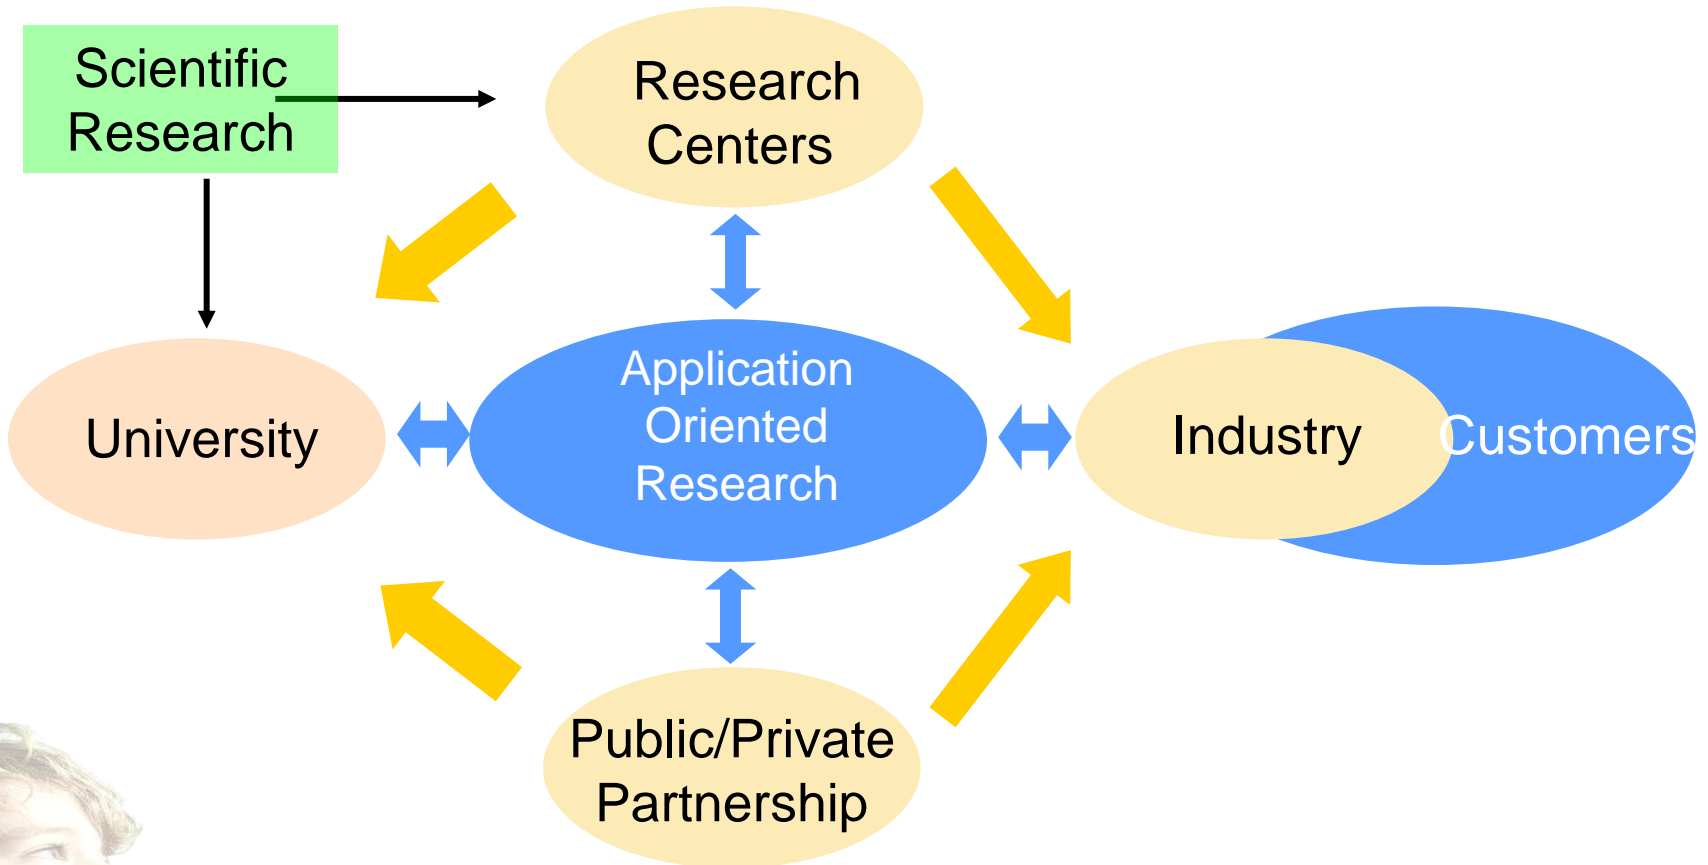 Scientific
Research
Research
Centers
Application
Oriented
Research
University
Industry
Customers
Public/Private
Partnership